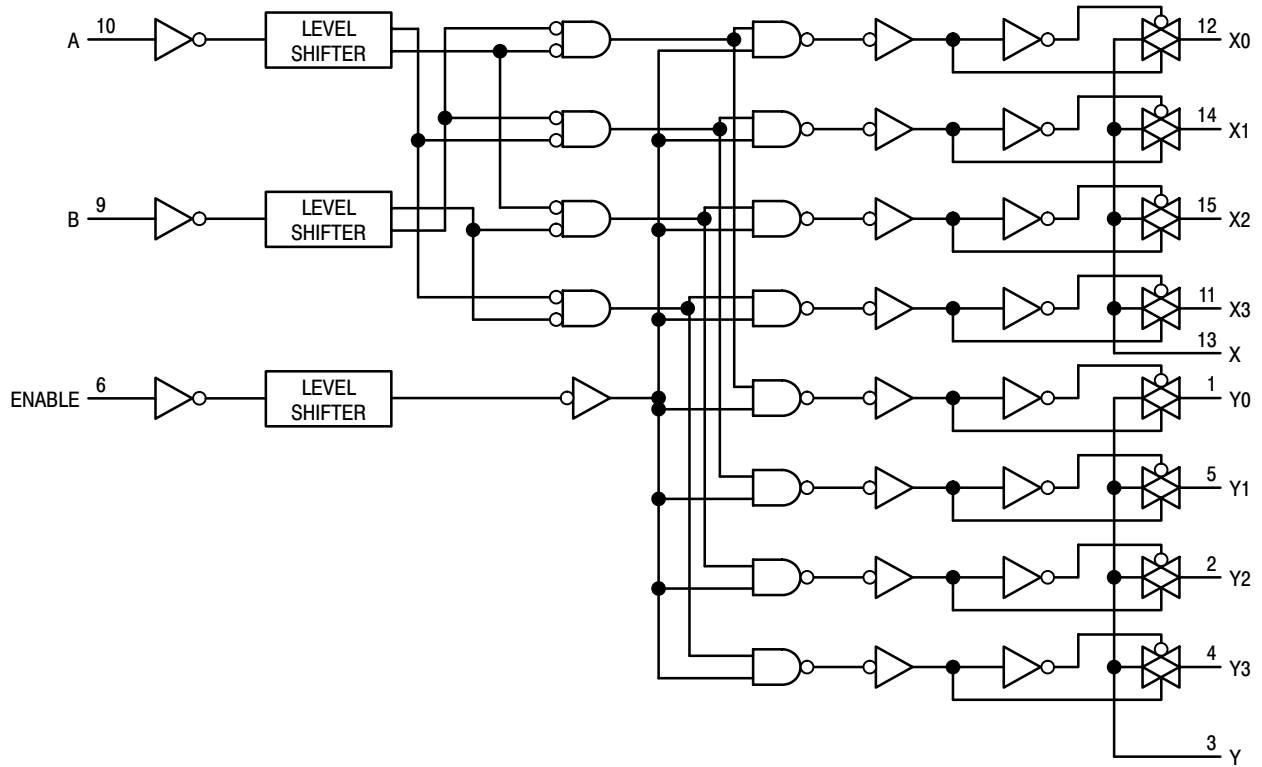 A 10 LEVEL SHIFTER 12 X0
14 X1
B 9 LEVEL SHIFTER 15 X2
11 X3
13 X
ENABLE 6 LEVEL SHIFTER 1 Y0
5 Y1
2 Y2
4 Y3
3 Y